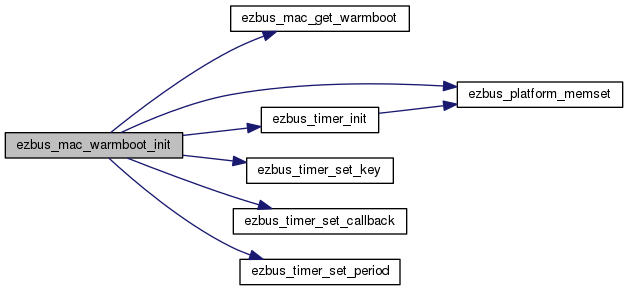 ezbus_mac_get_warmboot
ezbus_platform_memset
ezbus_timer_init
ezbus_mac_warmboot_init
ezbus_timer_set_key
ezbus_timer_set_callback
ezbus_timer_set_period